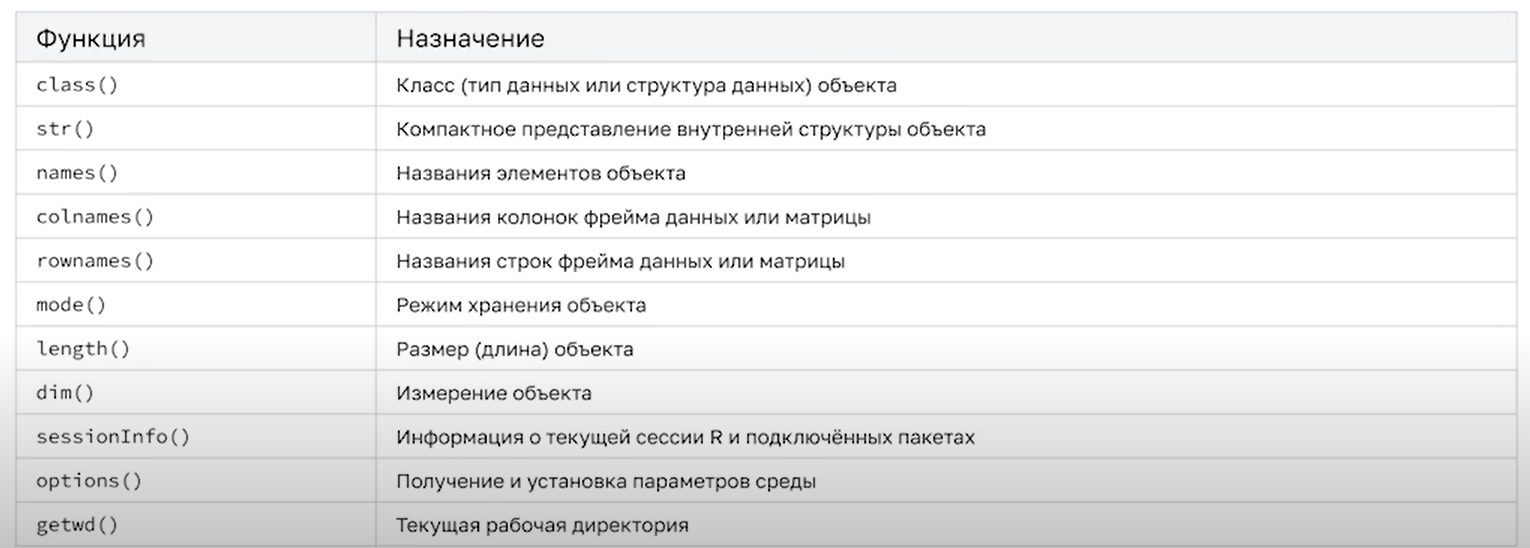 Функция Назначение
class() Класс (тип данных или структура данных) объекта
str() Компактное представление внутренней структуры объекта
names() Названия элементов объекта
colnames() Названия колонок фрейма данных или матрицы
rownames() Названия строк фрейма данных или матрицы
mode() Режим хранения объекта
length() Размер (длина) объекта
dim() Измерение объекта
sessionInfo() Информация о текущей сессии R и подключённых пакетах
options() Получение и установка параметров среды
getwd() Текущая рабочая директория